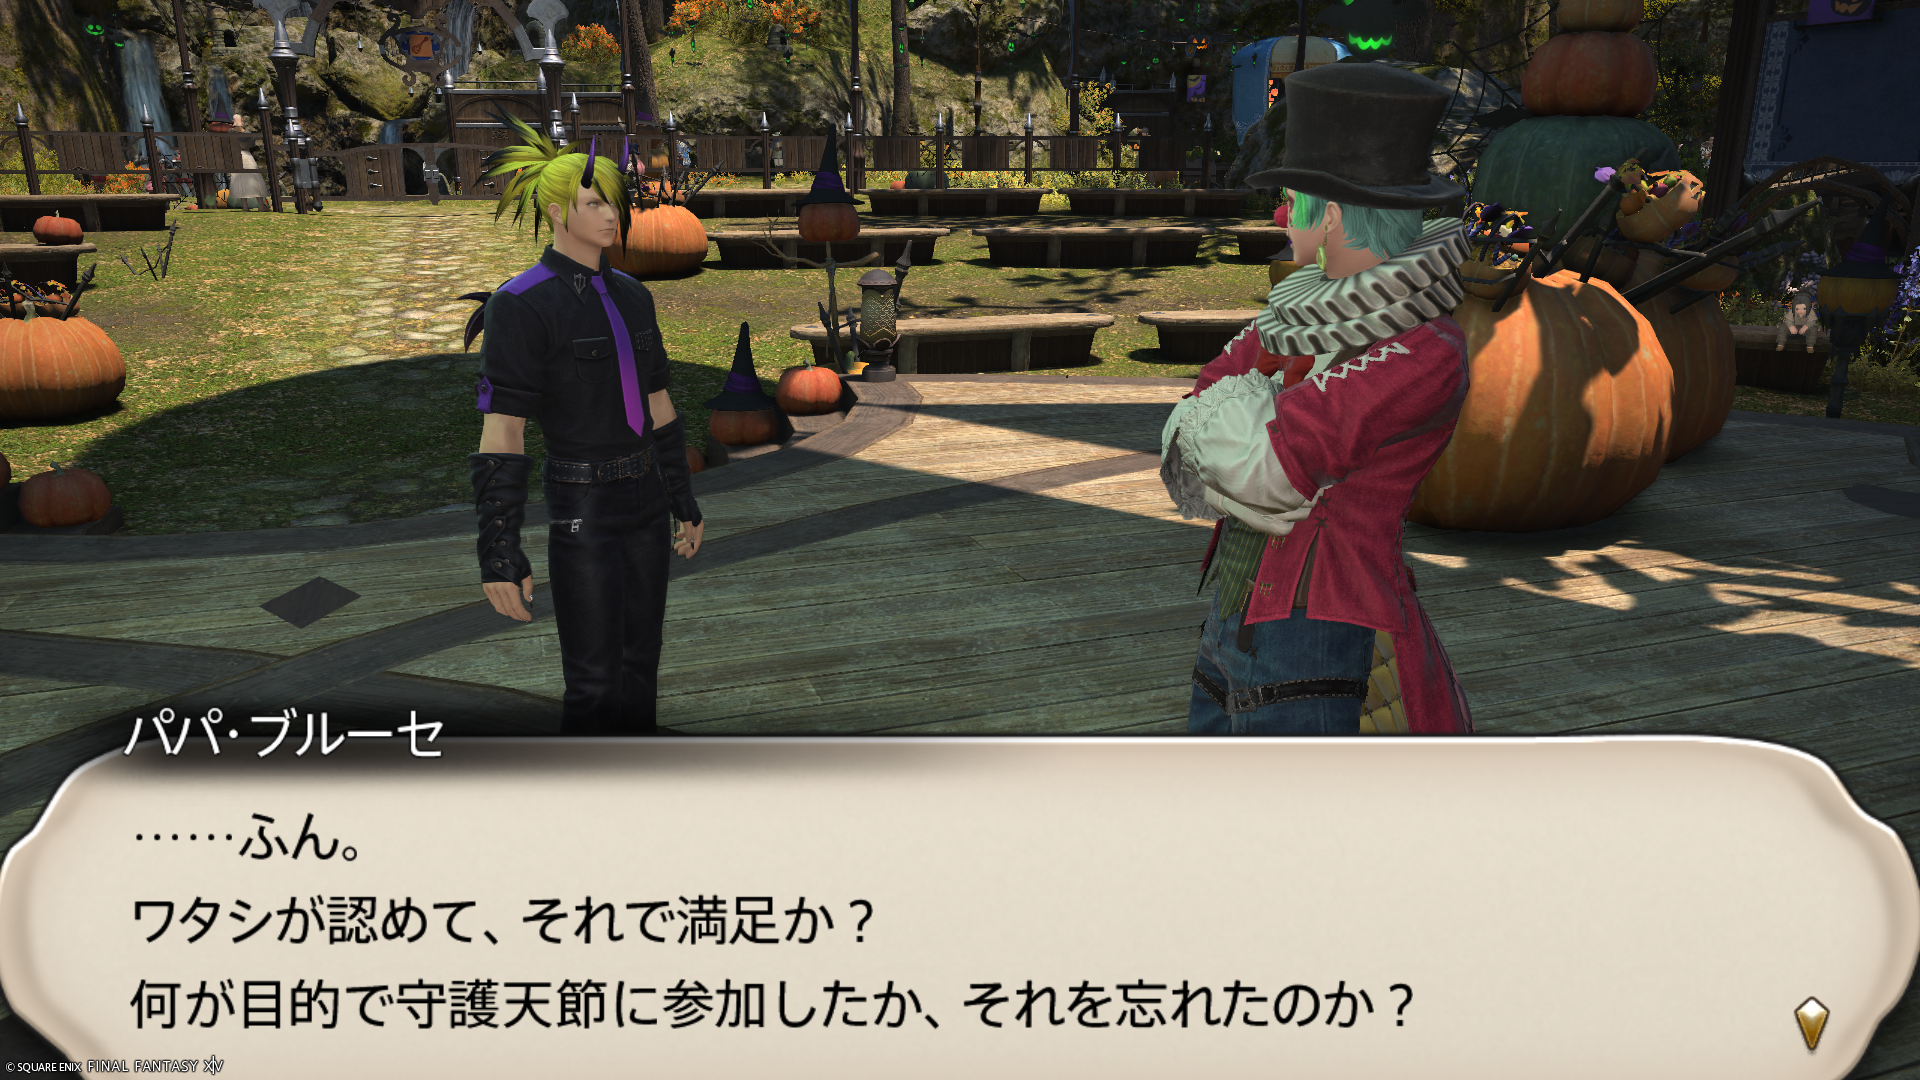 パパ・ブルーセ
……ふん。
ワタシが認めて、それで満足か？
何が目的で守護天節に参加したか、それを忘れたのか？
© SQUARE ENIX FINAL FANTASY XIV